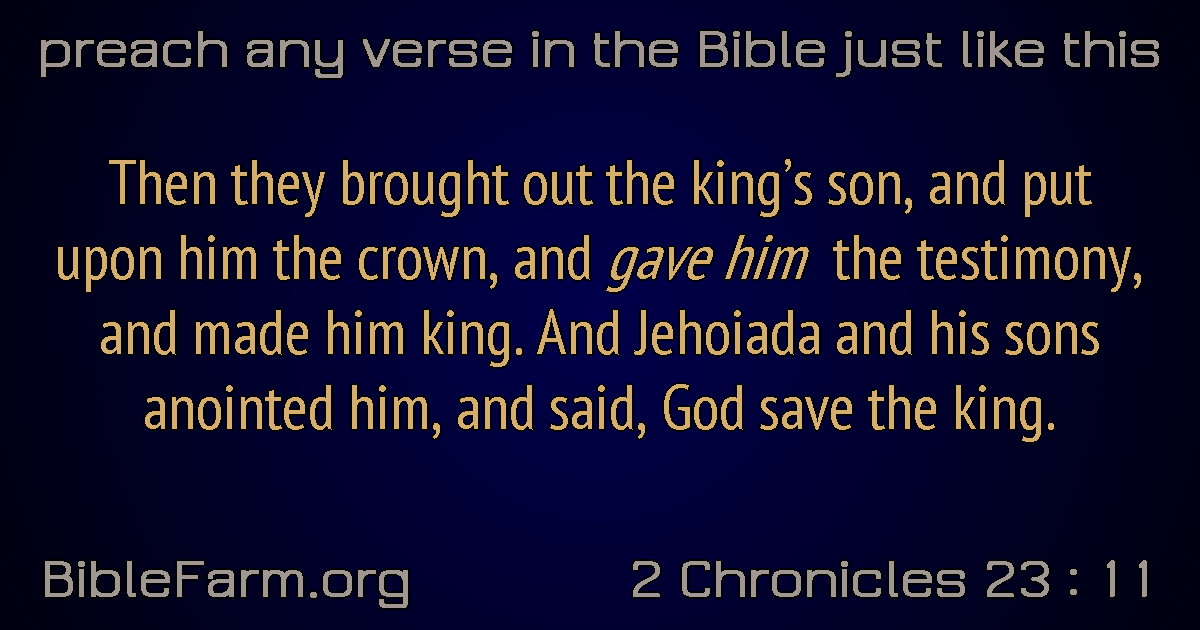 preach any verse in the Bible just like this
Then they brought out the king’s son, and put
upon him the crown, and gave him the testimony,
and made him king. And Jehoiada and his sons
anointed him, and said, God save the king.
BibleFarm.org
2 Chronicles 23 : 11